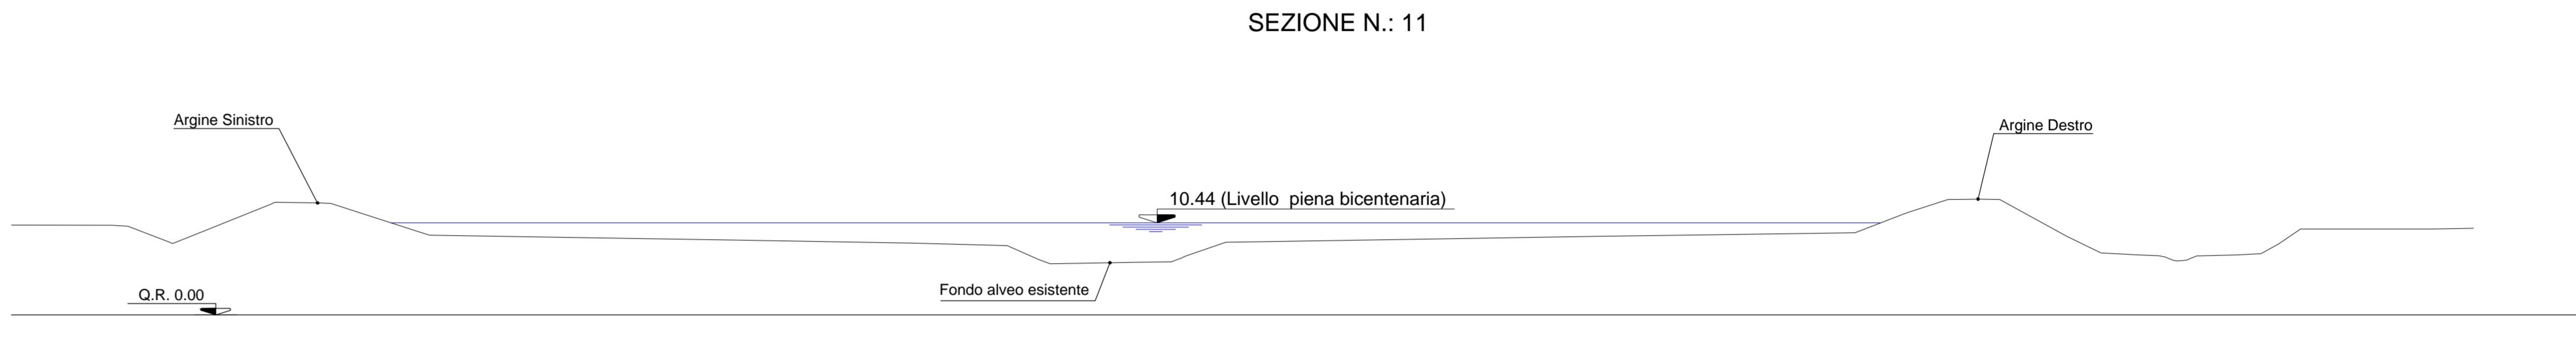 SEZIONE N.: 11
Argine Sinistro
Argine Destro
10.44 (Livello  piena bicentenaria)
Fondo alveo esistente
Q.R. 0.00